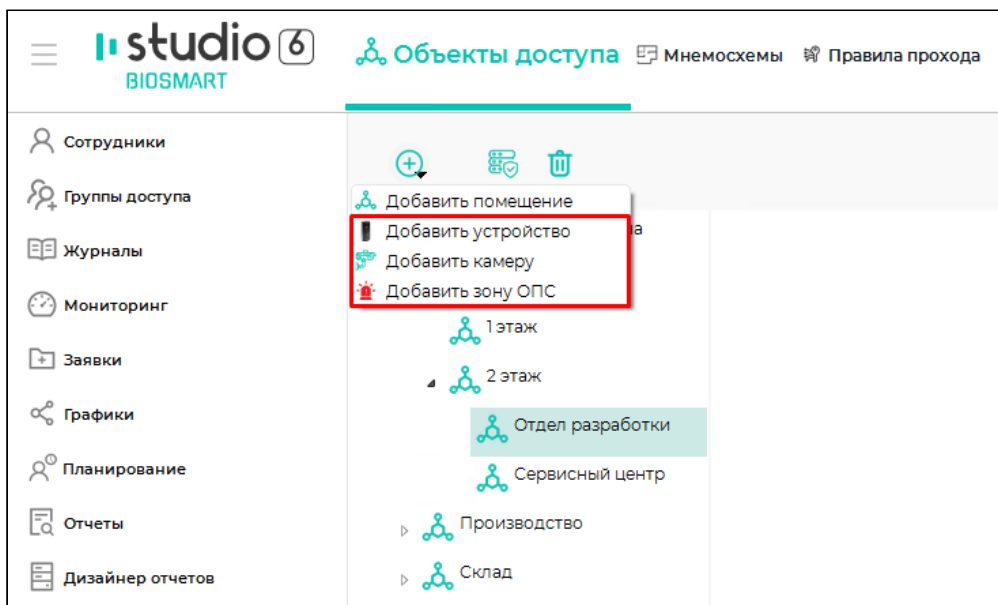 studio 6
BIOSMART
Объекты доступа
Мнемосхемы
Правила прохода
Сотрудники
Группы доступа
Журналы
Мониторинг
Заявки
Графики
Планирование
Отчеты
Дизайнер отчетов
Добавить помещение
Добавить устройство
Добавить камеру
Добавить зону ОПС
1 этаж
2 этаж
Отдел разработки
Сервисный центр
Производство
Склад